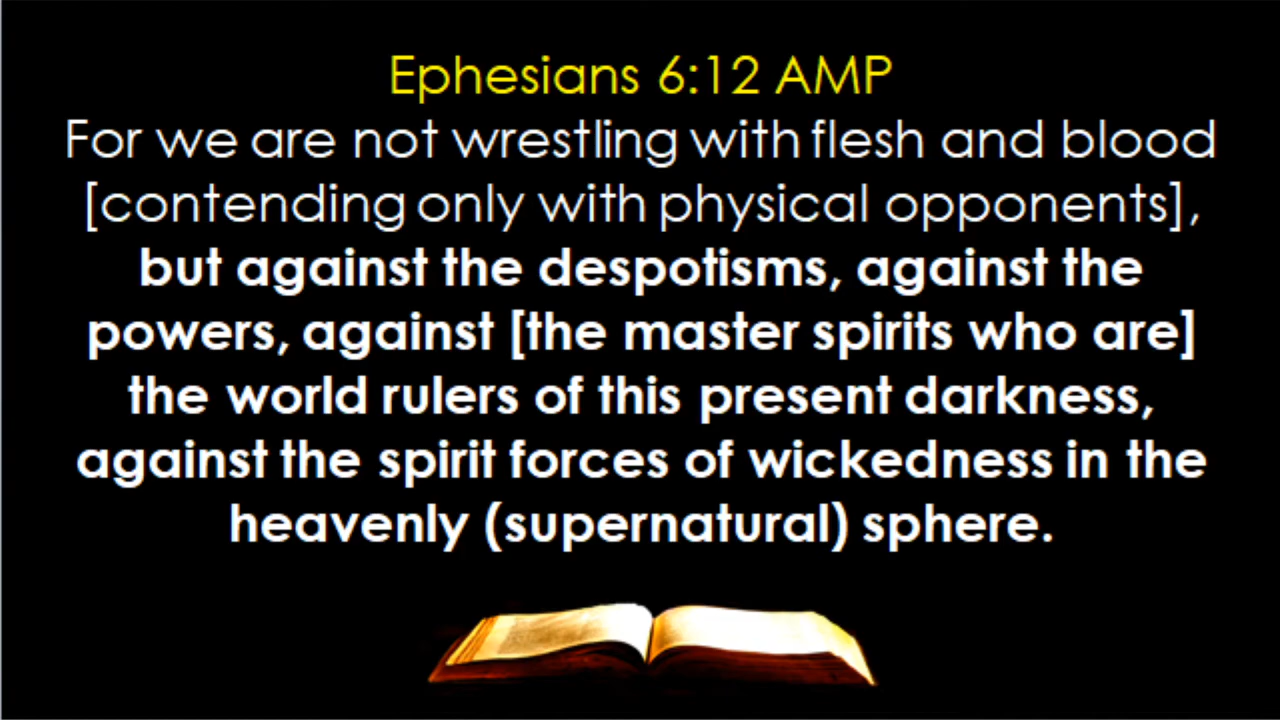 Ephesians 6:12 AMP
For we are not wrestling with flesh and blood
[contending only with physical opponents],
but against the despotisms, against the
powers, against [the master spirits who are]
the world rulers of this present darkness,
against the spirit forces of wickedness in the
heavenly (supernatural) sphere.